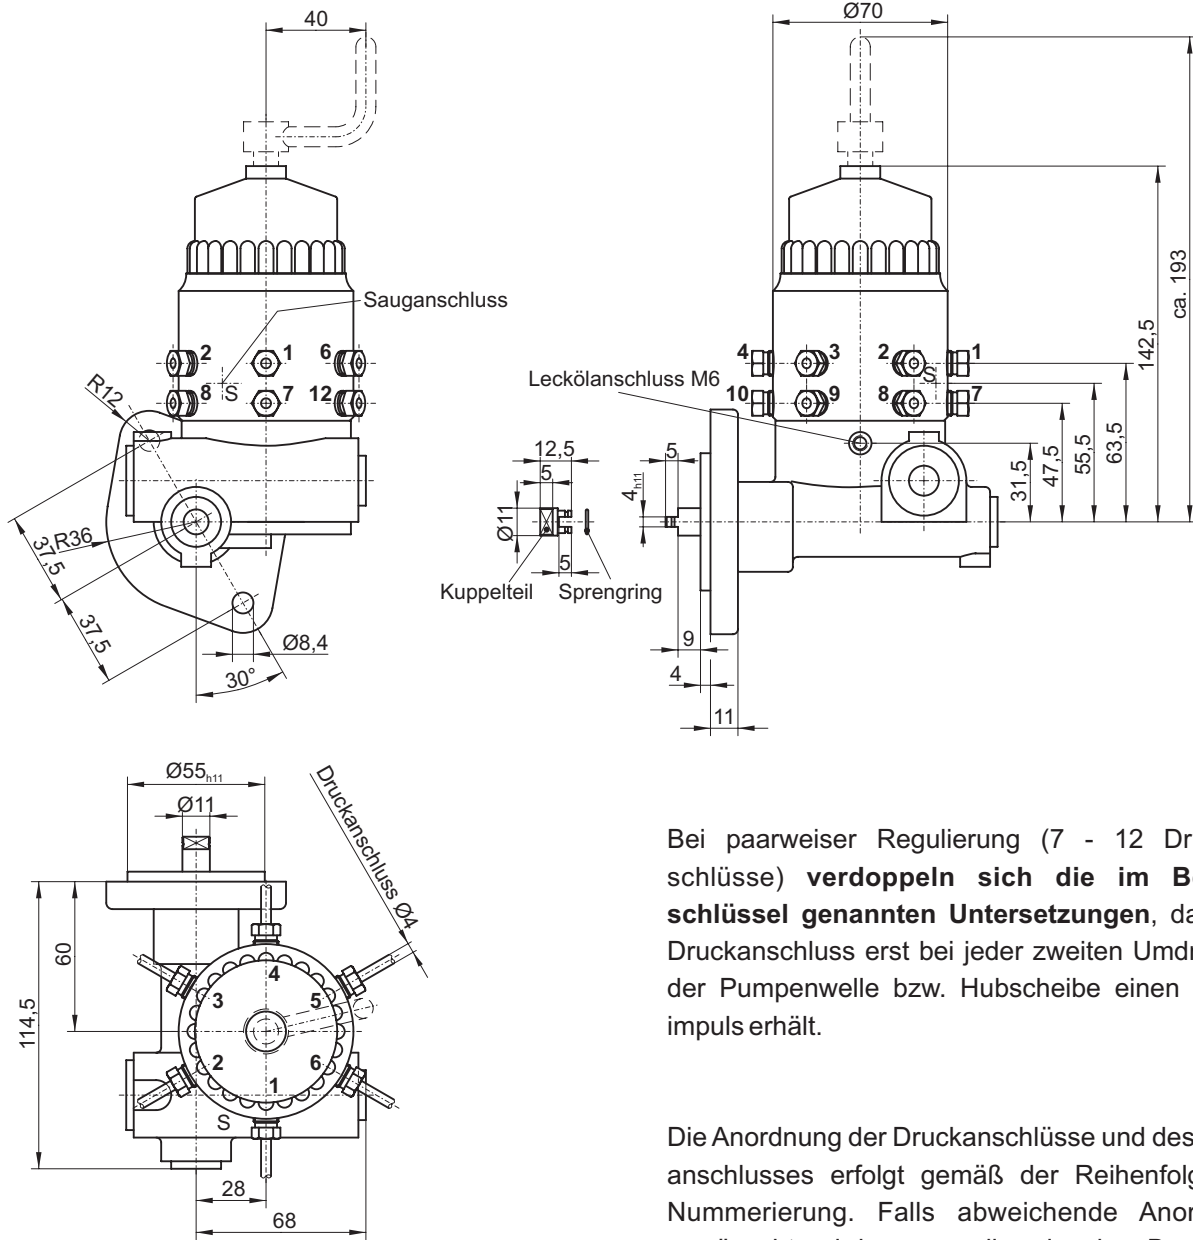 40
Ø70
ca. 193
142,5
Sauganschluss
2 1 6
S
8 7 12
R12
R36
37,5
37,5
Ø8,4
30°
4 3 2 1
S
10 9 8 7
Leckölanschluss M6
12,5
5
5
4h11
Ø11
5
Kuppelteil Sprengring
31,5
47,5
55,5
63,5
9
4
11
Ø55h11
Ø11
Druckanschluss Ø4
60
114,5
4
3 5
2 6
1
S
28
68
Bei paarweiser Regulierung (7 - 12
schlüsse) verdoppeln sich die im
schlüssel genannten Untersetzungen,
Druckanschluss erst bei jeder zweiten
der Pumpenwelle bzw. Hubscheibe einen
impuls erhält.
Die Anordnung der Druckanschlüsse und des
anschlusses erfolgt gemäß der
Nummerierung. Falls abweichende